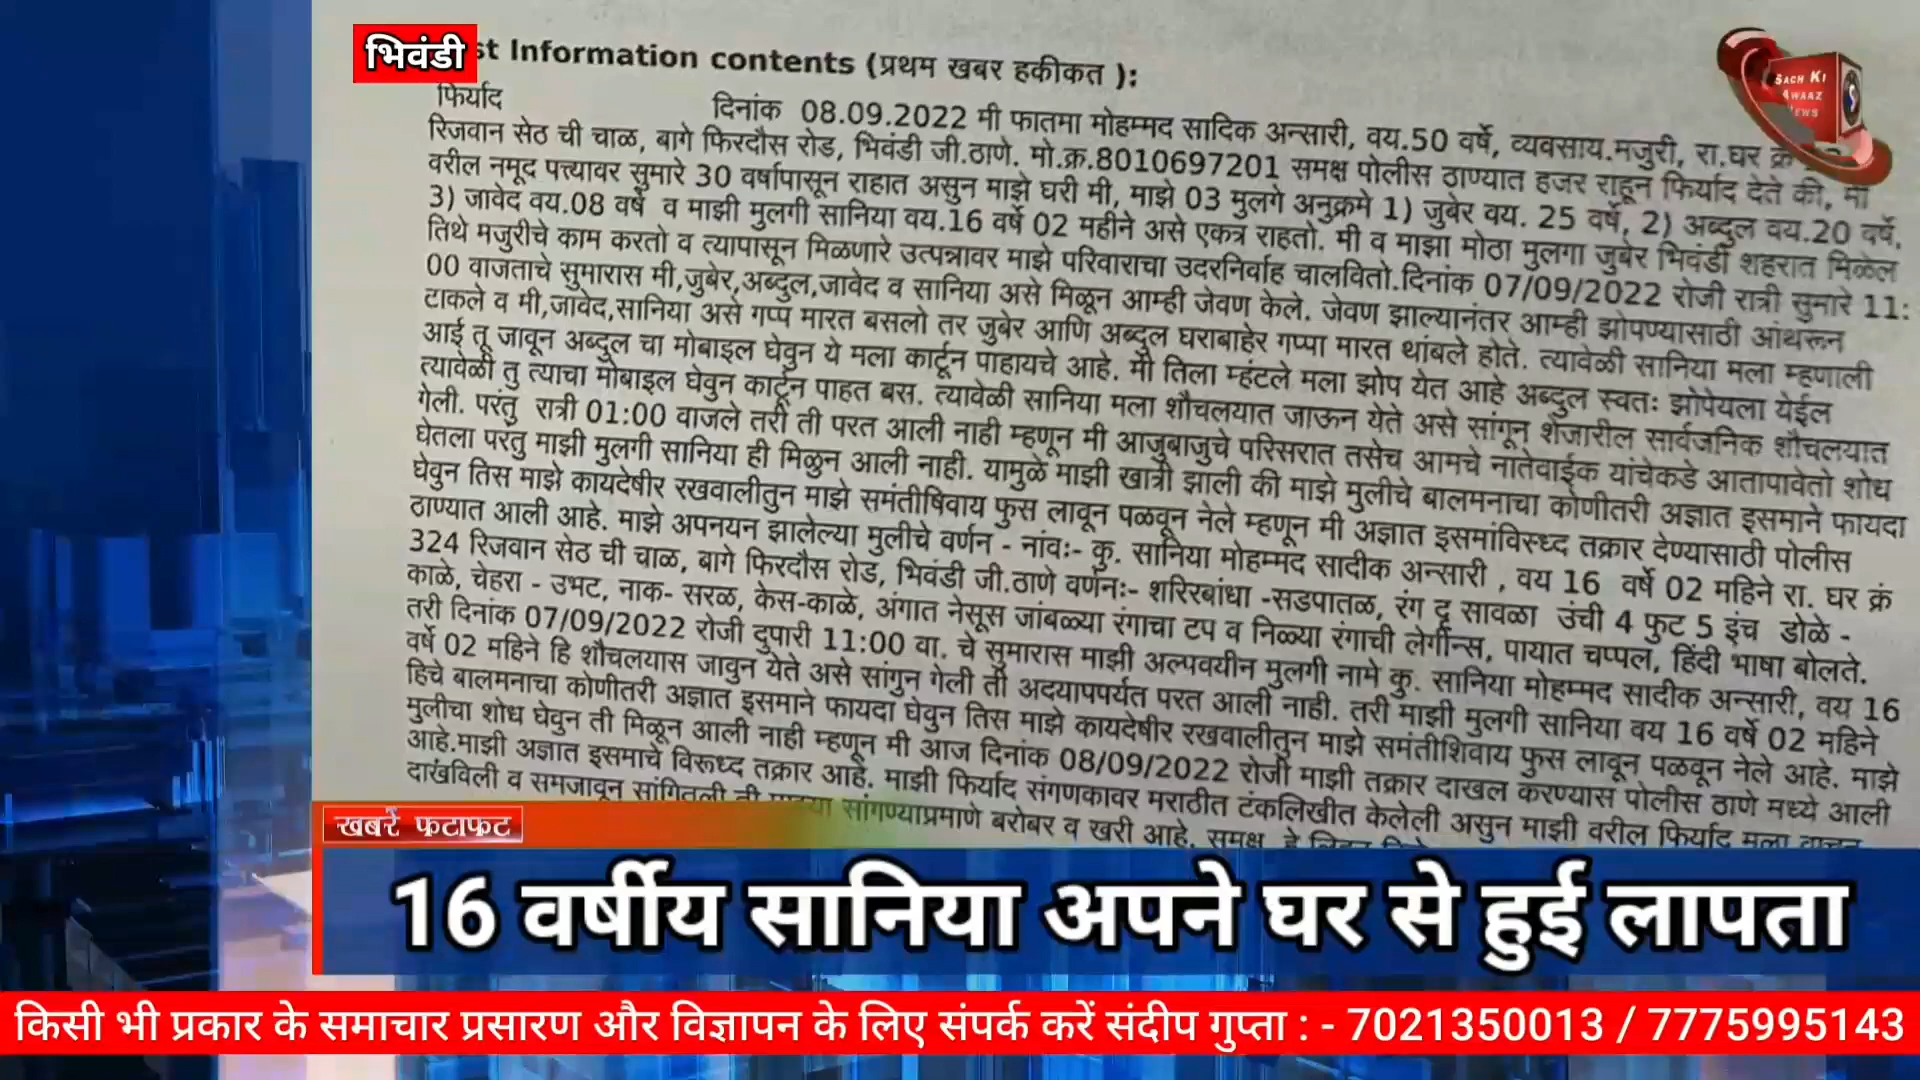 भिवंडी
st Information contents (प्रथम खबर हकीकत ):
SACH KI
AWAAZ
NEWS
फिर्याद
दिनांक 08.09.2022 मी फातमा मोहम्मद सादिक अन्सारी, वय.50 वर्षे, व्यवसाय.मजुरी, रा.घर क्र
रिजवान सेठ ची चाळ, बागे फिरदौस रोड, भिवंडी जी.ठाणे. मो.क्र.8010697201 समक्ष पोलीस ठाण्यात हजर राहून फिर्याद देते की, मी
वरील नमूद पत्त्यावर सुमारे 30 वर्षापासून राहात असुन माझे घरी मी, माझे 03 मुलगे अनुक्रमे 1) जुबेर वय. 25 वर्षे, 2) अब्दुल वय.20 वर्षे,
3) जावेद वय.08 वर्षे व माझी मुलगी सानिया वय.16 वर्षे 02 महीने असे एकत्र राहतो. मी व माझा मोठा मुलगा जुबेर भिवंडी शहरात मिळेल
तिथे मजुरीचे काम करतो व त्यापासून मिळणारे उत्पन्नावर माझे परिवाराचा उदरनिर्वाह चालवितो.दिनांक 07/09/2022 रोजी रात्री सुमारे 11:
00 वाजताचे सुमारास मी,जुबेर,अब्दुल,जावेद व सानिया असे मिळून आम्ही जेवण केले. जेवण झाल्यानंतर आम्ही झोपण्यासाठी आंथरून
टाकले व मी,जावेद,सानिया असे गप्प मारत बसलो तर जुबेर आणि अब्दुल घराबाहेर गप्पा मारत थांबले होते. त्यावेळी सानिया मला म्हणाली
आई तू जावून अब्दुल चा मोबाइल घेवुन ये मला कार्टून पाहायचे आहे. मी तिला म्हंटले मला झोप येत आहे अब्दुल स्वतः झोपेयला येईल
त्यावेळी तु त्याचा मोबाइल घेवुन कार्टून पाहत बस. त्यावेळी सानिया मला शौचलयात जाऊन येते असे सांगून शेजारील सार्वजनिक शौचलयात
गेली. परंतु रात्री 01:00 वाजले तरी ती परत आली नाही म्हणून मी आजुबाजुचे परिसरात तसेच आमचे नातेवाईक यांचेकडे आतापावेतो शोध
घेतला परंतु माझी मुलगी सानिया ही मिळुन आली नाही. यामुळे माझी खात्री झाली की माझे मुलीचे बालमनाचा कोणीतरी अज्ञात इसमाने फायदा
घेवुन तिस माझे कायदेषीर रखवालीतुन माझे समंतीषिवाय फुस लावून पळवून नेले म्हणून मी अज्ञात इसमांविरुध्द तक्रार देण्यासाठी पोलीस
ठाण्यात आली आहे. माझे अपनयन झालेल्या मुलीचे वर्णन - नांवः- कु. सानिया मोहम्मद सादीक अन्सारी , वय 16 वर्षे 02 महिने रा. घर क्रं
324 रिजवान सेठ ची चाळ, बागे फिरदौस रोड, भिवंडी जी.ठाणे वर्णनः- शरिरबांधा -सडपातळ, रंग दृ सावळा उंची 4 फुट 5 इंच डोळे -
काळे, चेहरा - उभट, नाक- सरळ, केस-काळे, अंगात नेसूस जांबळ्या रंगाचा टप व निळ्या रंगाची लेगीन्स, पायात चप्पल, हिंदी भाषा बोलते.
तरी दिनांक 07/09/2022 रोजी दुपारी 11:00 वा. चे सुमारास माझी अल्पवयीन मुलगी नामे कु. सानिया मोहम्मद सादीक अन्सारी, वय 16
वर्षे 02 महिने हि शौचलयास जावुन येते असे सांगुन गेली ती अदयापपर्यत परत आली नाही. तरी माझी मुलगी सानिया वय 16 वर्षे 02 महिने
हिचे बालमनाचा कोणीतरी अज्ञात इसमाने फायदा घेवुन तिस माझे कायदेषीर रखवालीतुन माझे समंतीशिवाय फुस लावून पळवून नेले आहे. माझे
मुलीचा शोध घेवुन ती मिळून आली नाही म्हणून मी आज दिनांक 08/09/2022 रोजी माझी तक्रार दाखल करण्यास पोलीस ठाणे मध्ये आली
आहे.माझी अज्ञात इसमाचे विरूध्द तक्रार आहे. माझी फिर्याद संगणकावर मराठीत टंकलिखीत केलेली असुन माझी वरील फिर्याद मला वाचून
दाखंविली व समजावून सांगितली ती सांगण्याप्रमाणे बरोबर व खरी आहे. समक्ष
खबरें फटाफट
16 वर्षीय सानिया अपने घर से हुई लापता
किसी भी प्रकार के समाचार प्रसारण और विज्ञापन के लिए संपर्क करें संदीप गुप्ता : - 7021350013 / 7775995143